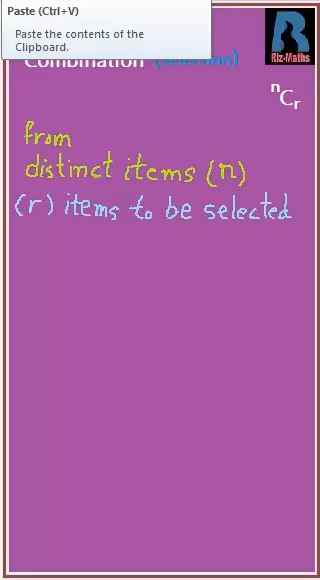 Paste (Ctrl+V)
Paste the contents of the
Clipboard.
Combination (Selection)
Riz-Maths
nCr
from
distinct items (n)
(r) items to be selected